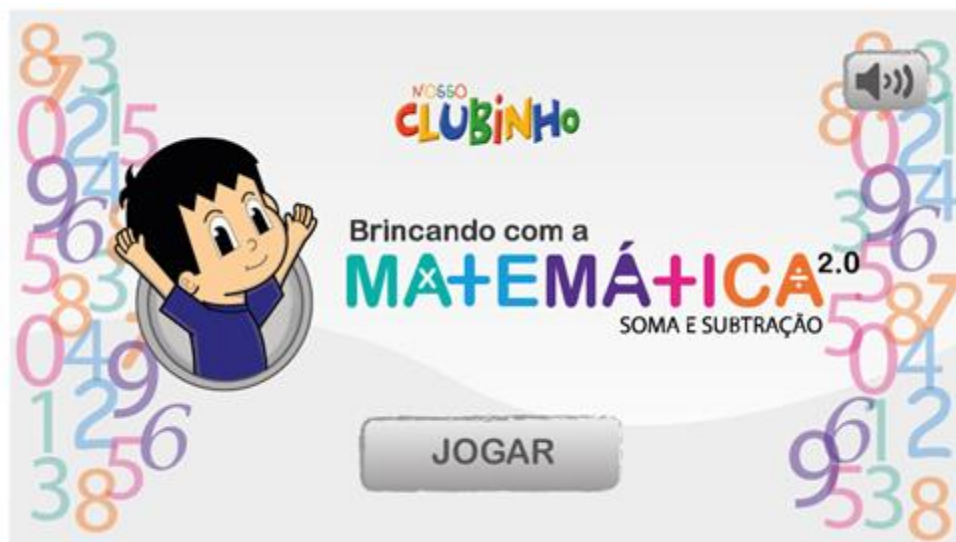 NOSSO
CLUBiNHo
Brincando com a
MATEMÁTICA 2.0
SOMA E SUBTRAÇÃO
JOGAR